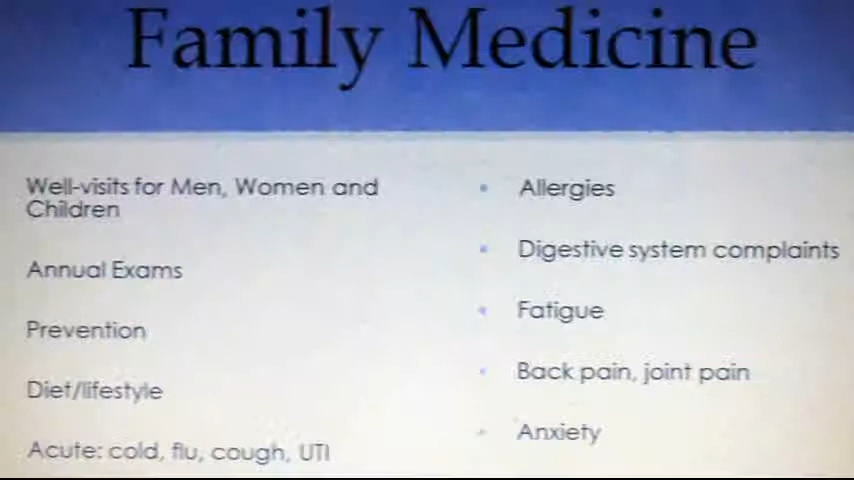 Family Medicine
Well-visits for Men, Women and
Children
Annual Exams
Prevention
Diet/lifestyle
Acute: cold, flu, cough, UTI
Allergies
Digestive system complaints
Fatigue
Back pain, joint pain
Anxiety